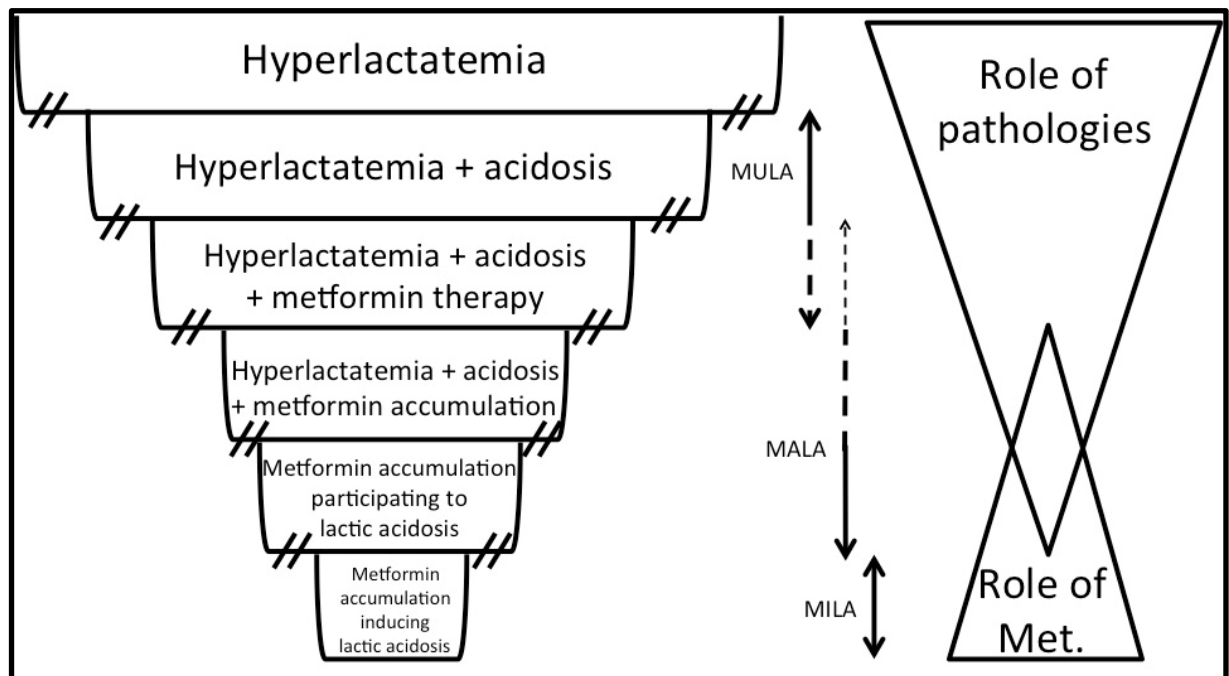 Hyperlactatemia
Hyperlactatemia + acidosis
Hyperlactatemia + acidosis
+ metformin therapy
Hyperlactatemia + acidosis
+ metformin accumulation
Metformin accumulation
participating to
lactic acidosis
Metformin
accumulation
inducing
lactic acidosis
MULA
MALA
MILA
Role of
pathologies
Role of
Met.